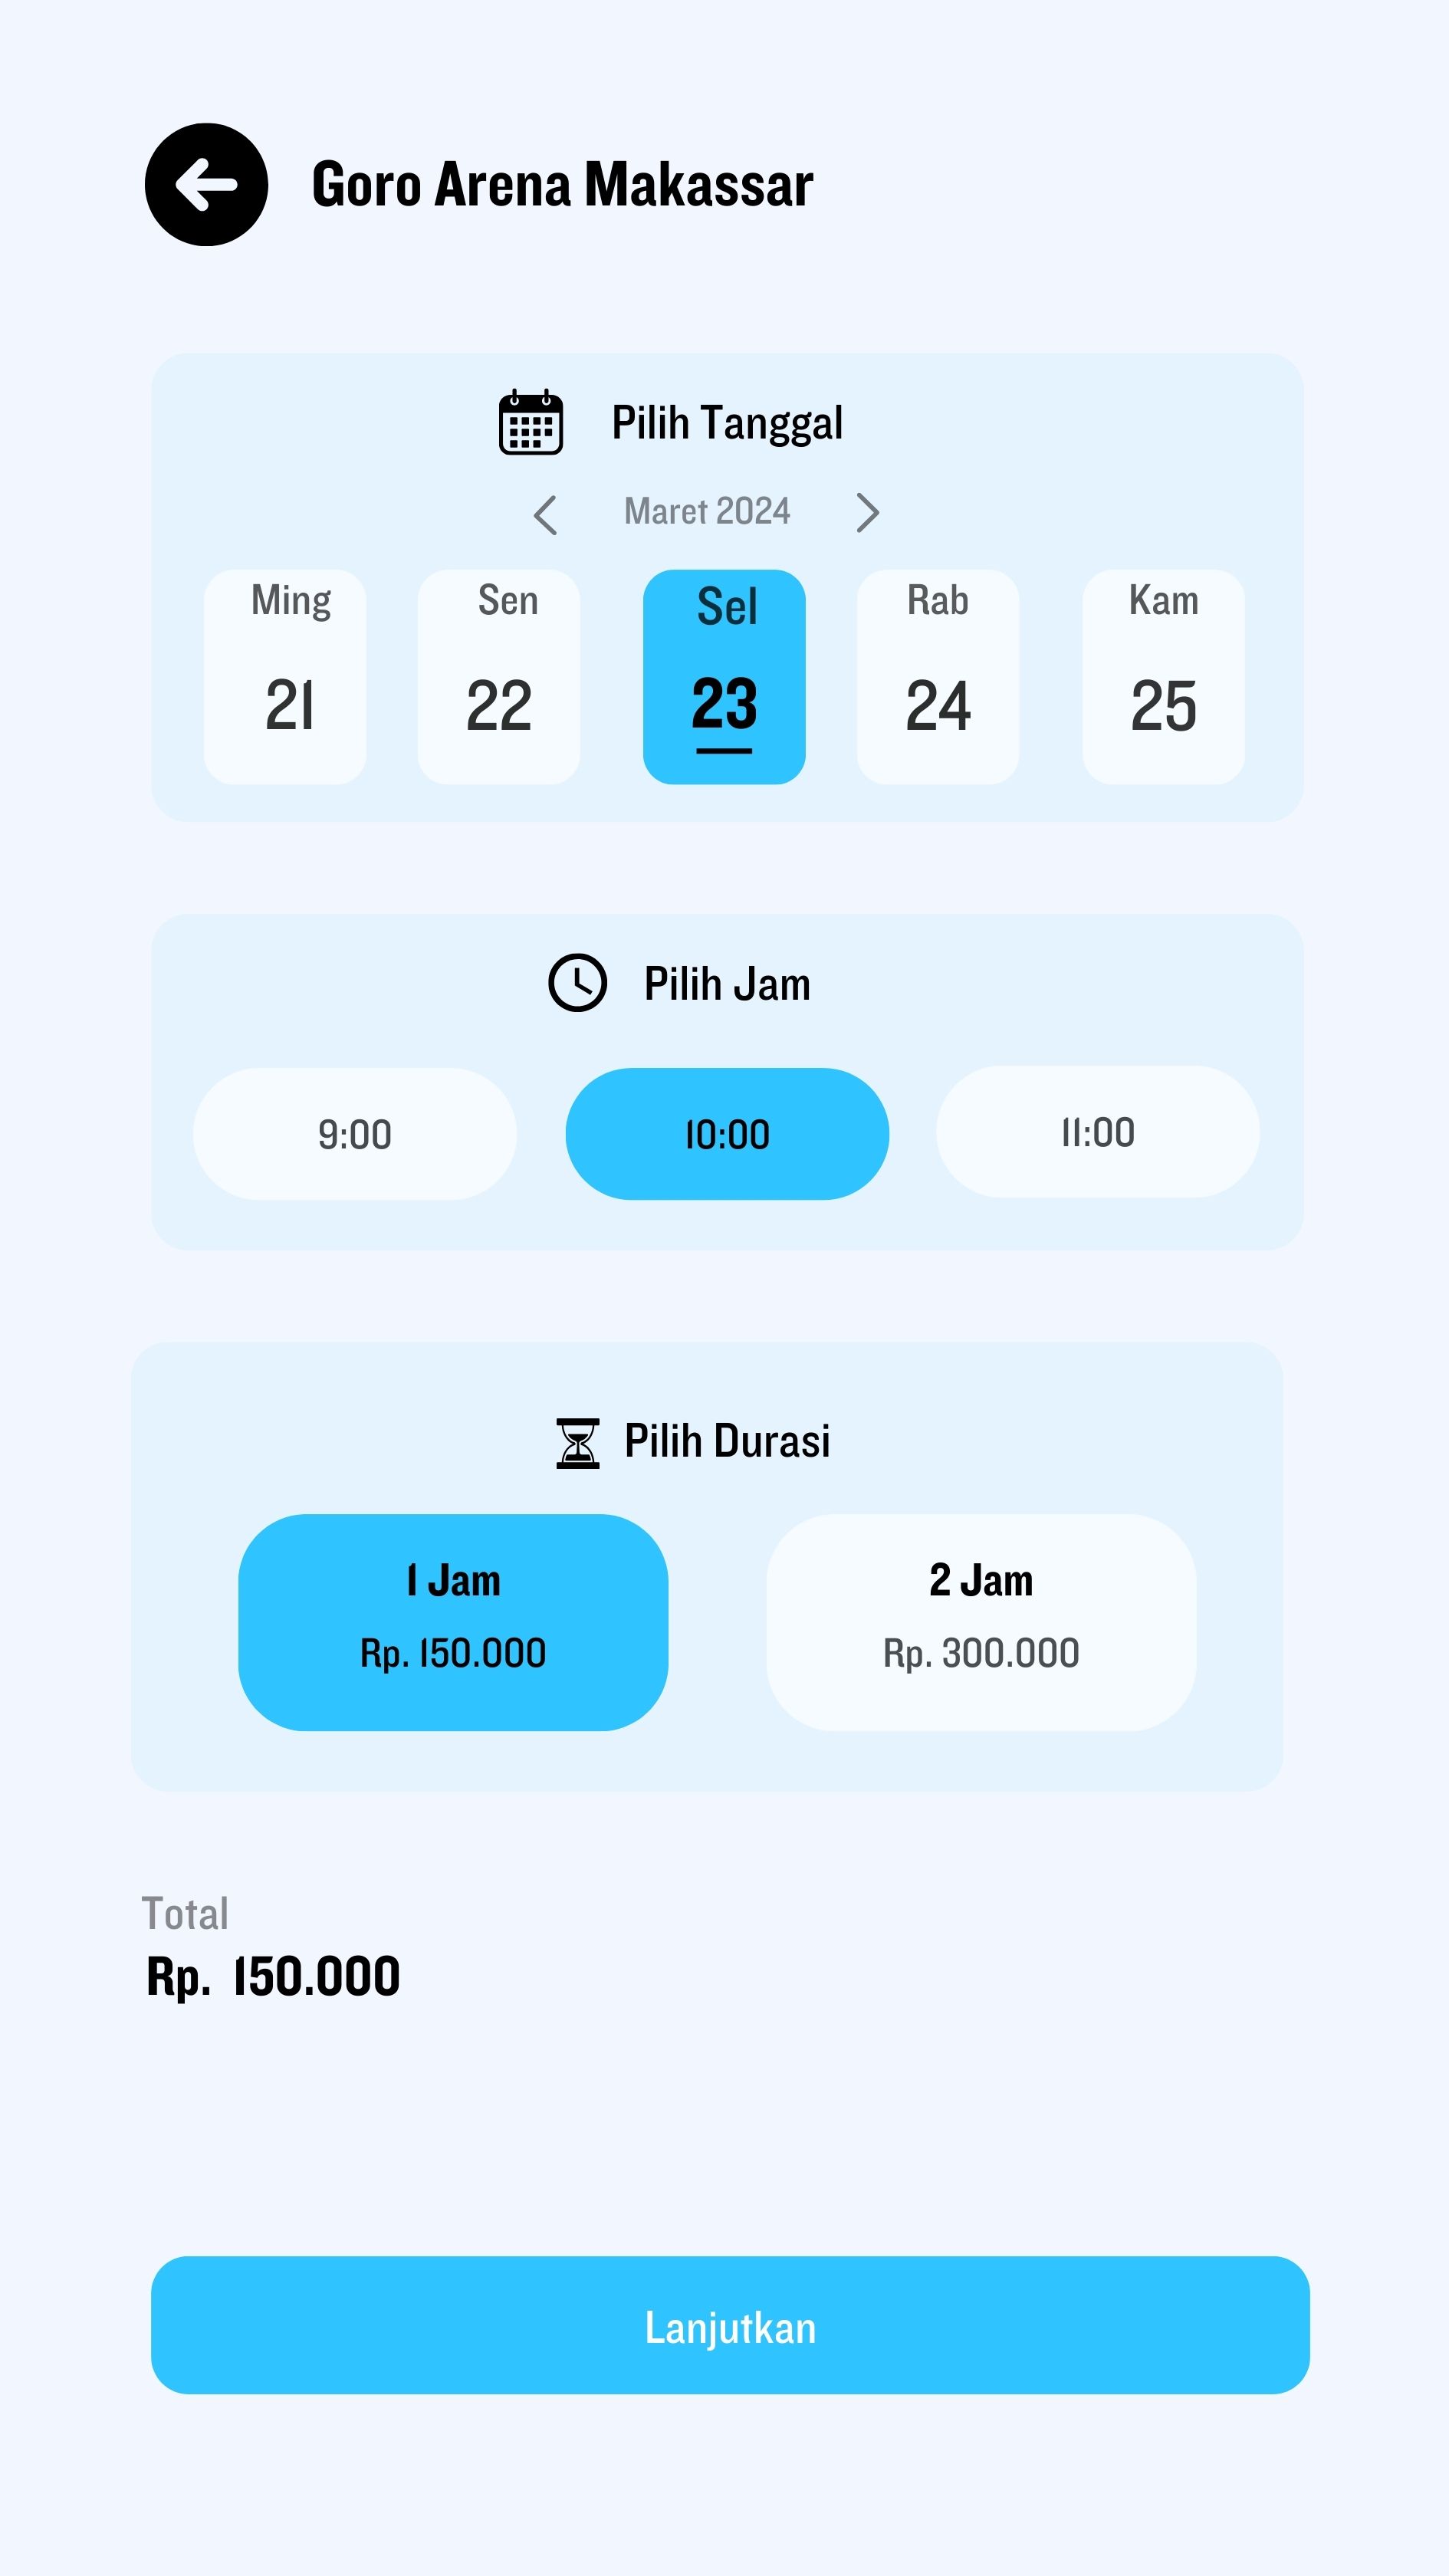 Goro Arena Makassar
Pilih Tanggal
Maret 2024
Ming Sen Sel Rab Kam
21 22 23 24 25
Pilih Jam
9:00 10:00 11:00
Pilih Durasi
1 Jam 2 Jam
Rp. 150.000 Rp. 300.000
Total
Rp. 150.000
Lanjutkan